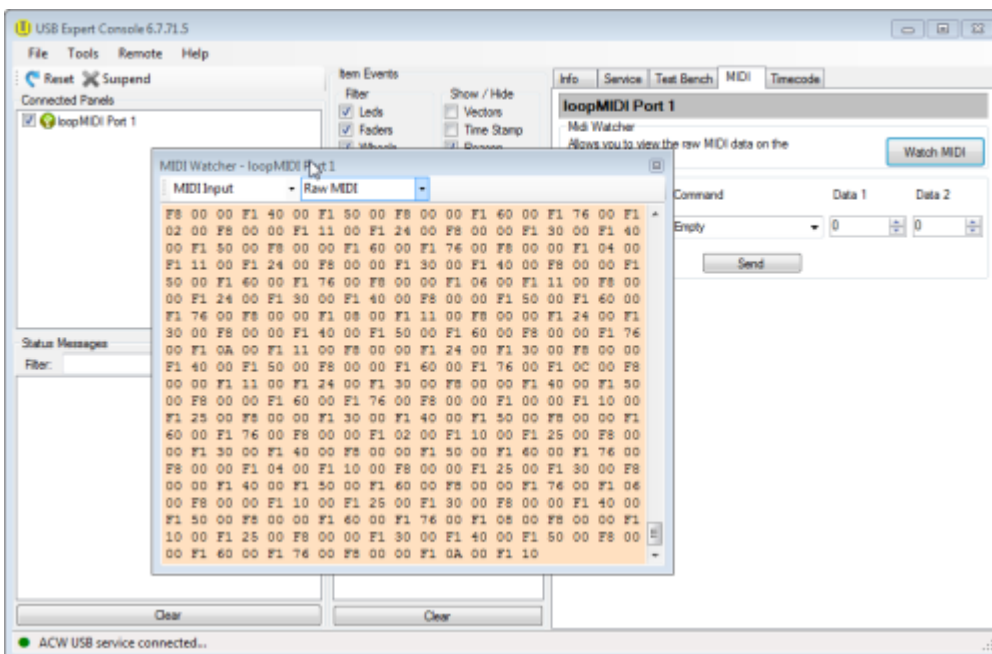 USB Expert Console 6.7.71.5
File Tools Remote Help
Reset Suspend
Connected Panels
loopMIDI Port 1
Item Events
Filter
Leds
Faders
Wheels
Show / Hide
Vectors
Time Stamp
Reason
Info Service Test Bench MIDI Timecode
loopMIDI Port 1
Midi Watcher
Allows you to view the raw MIDI data on the
Watch MIDI
Command Data 1 Data 2
Empty 0 0
Send
MIDI Watcher - loopMIDI Port 1
MIDI Input Raw MIDI
F8 00 00 F1 40 00 F1 50 00 F8 00 00 F1 60 00 F1 76 00 F1
02 00 F8 00 00 F1 11 00 F1 24 00 F8 00 00 F1 30 00 F1 40
00 F1 50 00 F8 00 00 F1 60 00 F1 76 00 F8 00 00 F1 04 00
F1 11 00 F1 24 00 F8 00 00 F1 30 00 F1 40 00 F8 00 00 F1
50 00 F1 60 00 F1 76 00 F8 00 00 F1 06 00 F1 11 00 F8 00
00 F1 24 00 F1 30 00 F1 40 00 F8 00 00 F1 50 00 F1 60 00
F1 76 00 F8 00 00 F1 08 00 F1 11 00 F8 00 00 F1 24 00 F1
30 00 F8 00 00 F1 40 00 F1 50 00 F1 60 00 F8 00 00 F1 76
00 F1 0A 00 F1 11 00 F8 00 00 F1 24 00 F1 30 00 F8 00 00
F1 40 00 F1 50 00 F8 00 00 F1 60 00 F1 76 00 F1 0C 00 F8
00 00 F1 11 00 F1 24 00 F1 30 00 F8 00 00 F1 40 00 F1 50
00 F8 00 00 F1 60 00 F1 76 00 F8 00 00 F1 00 00 F1 10 00
F1 25 00 F8 00 00 F1 30 00 F1 40 00 F1 50 00 F8 00 00 F1
60 00 F1 76 00 F8 00 00 F1 02 00 F1 10 00 F1 25 00 F8 00
00 F1 30 00 F1 40 00 F8 00 00 F1 50 00 F1 60 00 F1 76 00
F8 00 00 F1 04 00 F1 10 00 F8 00 00 F1 25 00 F1 30 00 F8
00 00 F1 40 00 F1 50 00 F1 60 00 F8 00 00 F1 76 00 F1 06
00 F8 00 00 F1 10 00 F1 25 00 F1 30 00 F8 00 00 F1 40 00
F1 50 00 F8 00 00 F1 60 00 F1 76 00 F1 08 00 F8 00 00 F1
10 00 F1 25 00 F8 00 00 F1 30 00 F1 40 00 F1 50 00 F8 00
00 F1 60 00 F1 76 00 F8 00 00 F1 0A 00 F1 10
Status Messages
Filter:
Clear Clear
ACW USB service connected...